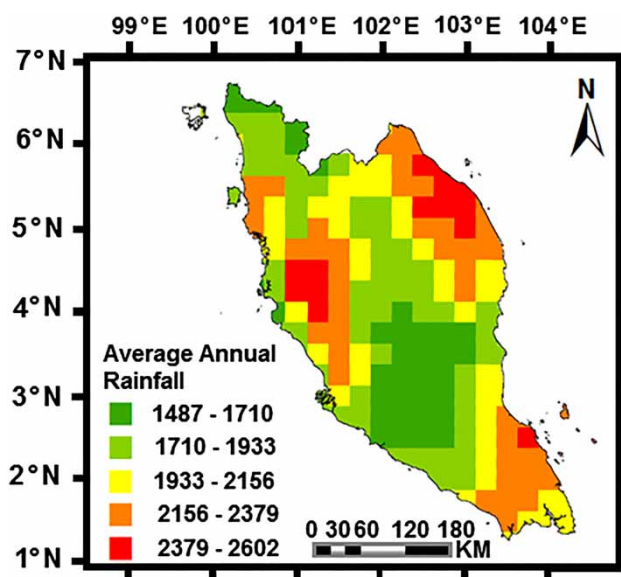 99°E 100°E 101°E 102°E 103°E 104°E
7°N
N
6°N
5°N
4°N
Average Annual
Rainfall
1487 - 1710
3°N
1710 - 1933
1933 - 2156
2°N
2156 - 2379
0 30 60 120 180
2379 - 2602
KM
1°N